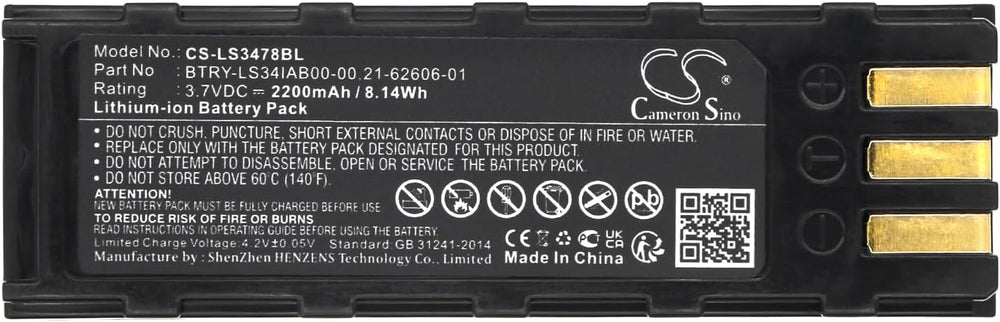 Model No.: CS-LS3478BL
Part No : BTRY-LS34IAB00-00.21-62606-01
Rating : 3.7VDC ⎓ 2200mAh / 8.14Wh
Lithium-ion Battery Pack
CS
Cameron Sino
• DO NOT CRUSH, PUNCTURE, SHORT EXTERNAL CONTACTS OR DISPOSE OF IN FIRE OR WATER.
• REPLACE ONLY WITH THE BATTERY PACK DESIGNATED FOR THIS PRODUCT.
• DO NOT ATTEMPT TO DISASSEMBLE, OPEN OR SERVICE THE BATTERY PACK.
• DO NOT STORE ABOVE 60°C (140°F).
ATTENTION!
NEW BATTERY PACK MUST BE FULLY CHARGED BEFORE USE
TO REDUCE RISK OF FIRE OR BURNS
READ INSTRUCTIONS IN OPERATING GUIDE BEFORE USING BATTERY
Limited Charge Voltage:4.2V±0.05V Standard:GB 31241-2014
Manufacture by : ShenZhen HENZENS Technology Co., Limited
Pb
CE UK CA
Made In China
+
T
−